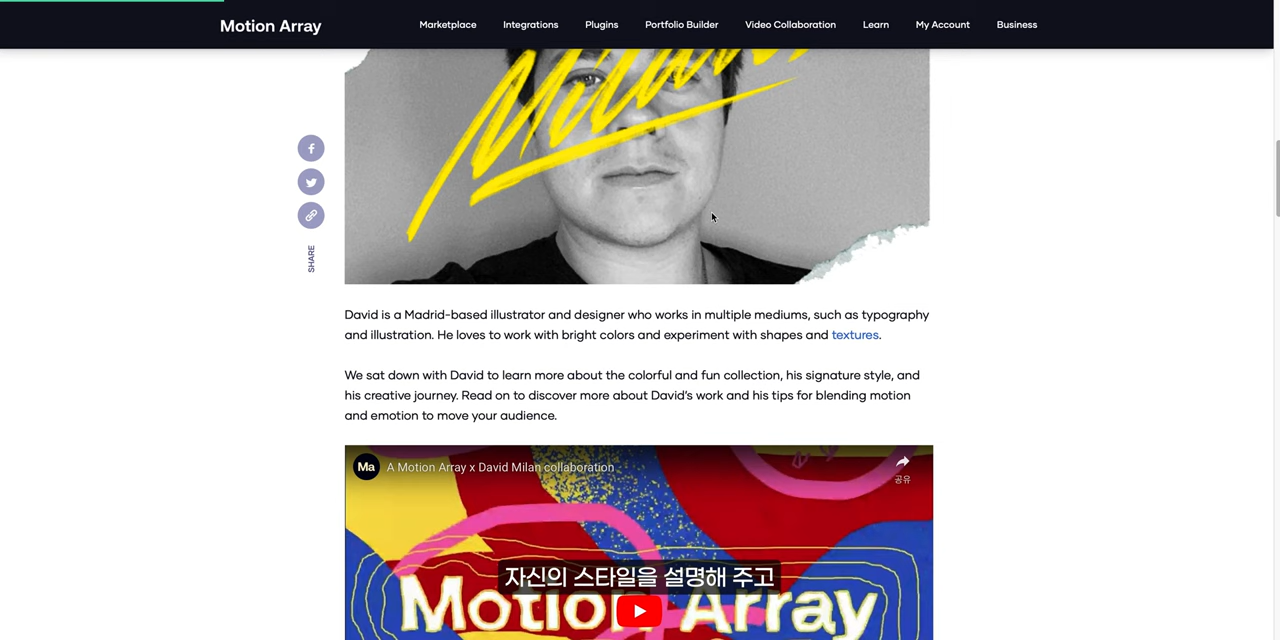 Motion Array
Marketplace
Integrations
Plugins
Portfolio Builder
Video Collaboration
Learn
My Account
Business
Milan
SHARE
David is a Madrid-based illustrator and designer who works in multiple mediums, such as typography
and illustration. He loves to work with bright colors and experiment with shapes and textures.
We sat down with David to learn more about the colorful and fun collection, his signature style, and
his creative journey. Read on to discover more about David's work and his tips for blending motion
and emotion to move your audience.
Ma
A Motion Array x David Milan collaboration
공유
자신의 스타일을 설명해 주고
Motion Array